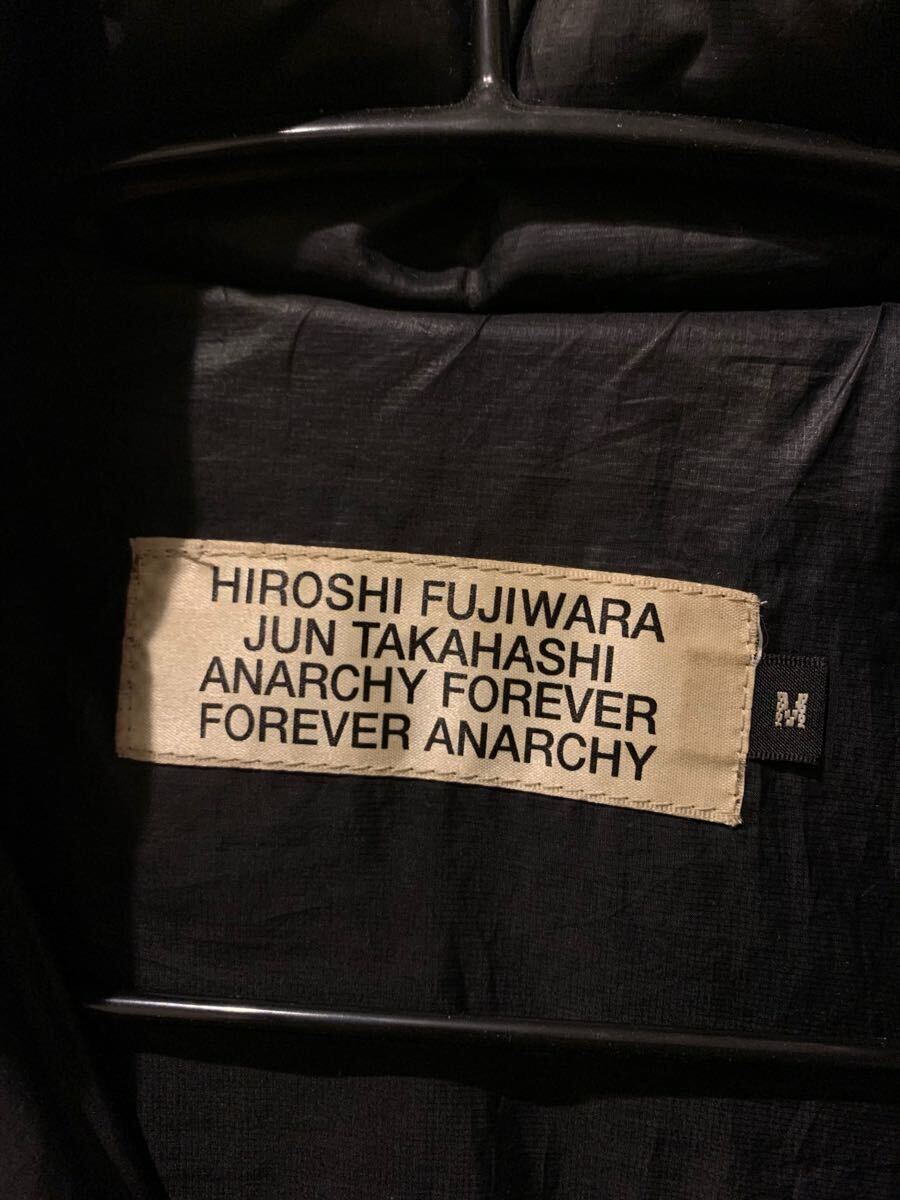 HIROSHI FUJIWARA
JUN TAKAHASHI
ANARCHY FOREVER
FOREVER ANARCHY
M